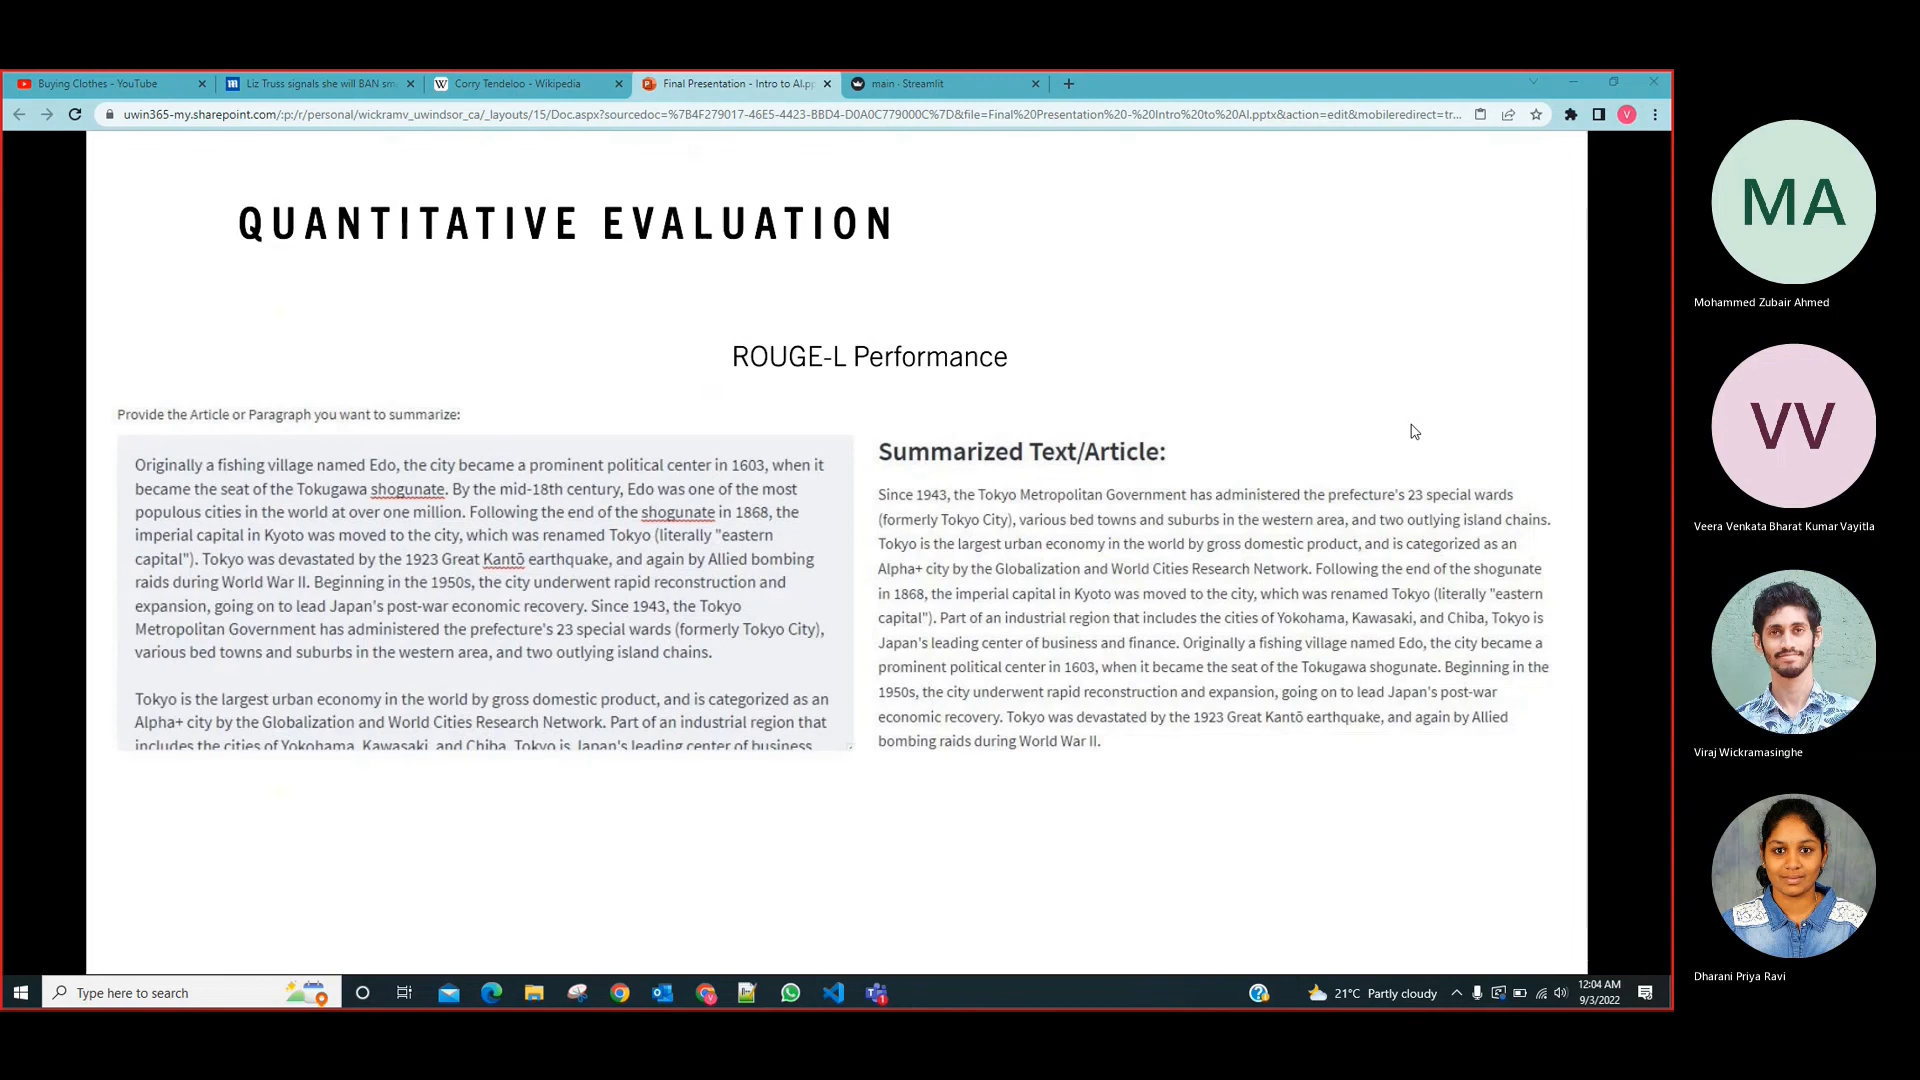 Buying Clothes - YouTube
Liz Truss signals she will BAN sm
Corry Tendeloo - Wikipedia
Final Presentation - Intro to AI.pp
main · Streamlit
uwin365-my.sharepoint.com/:p:/r/personal/wickramv_uwindsor_ca/_layouts/15/Doc.aspx?sourcedoc=%7B4F279017-46E5-4423-BBD4-D0A0C779000C%7D&file=Final%20Presentation%20-%20Intro%20to%20AI.pptx&action=edit&mobileredirect=tr...
V
QUANTITATIVE EVALUATION
ROUGE-L Performance
Provide the Article or Paragraph you want to summarize:
Originally a fishing village named Edo, the city became a prominent political center in 1603, when it
became the seat of the Tokugawa shogunate. By the mid-18th century, Edo was one of the most
populous cities in the world at over one million. Following the end of the shogunate in 1868, the
imperial capital in Kyoto was moved to the city, which was renamed Tokyo (literally "eastern
capital"). Tokyo was devastated by the 1923 Great Kantō earthquake, and again by Allied bombing
raids during World War II. Beginning in the 1950s, the city underwent rapid reconstruction and
expansion, going on to lead Japan's post-war economic recovery. Since 1943, the Tokyo
Metropolitan Government has administered the prefecture's 23 special wards (formerly Tokyo City),
various bed towns and suburbs in the western area, and two outlying island chains.
Tokyo is the largest urban economy in the world by gross domestic product, and is categorized as an
Alpha+ city by the Globalization and World Cities Research Network. Part of an industrial region that
includes the cities of Yokohama, Kawasaki, and Chiba, Tokyo is Japan's leading center of business
Summarized Text/Article:
Since 1943, the Tokyo Metropolitan Government has administered the prefecture's 23 special wards
(formerly Tokyo City), various bed towns and suburbs in the western area, and two outlying island chains.
Tokyo is the largest urban economy in the world by gross domestic product, and is categorized as an
Alpha+ city by the Globalization and World Cities Research Network. Following the end of the shogunate
in 1868, the imperial capital in Kyoto was moved to the city, which was renamed Tokyo (literally "eastern
capital"). Part of an industrial region that includes the cities of Yokohama, Kawasaki, and Chiba, Tokyo is
Japan's leading center of business and finance. Originally a fishing village named Edo, the city became a
prominent political center in 1603, when it became the seat of the Tokugawa shogunate. Beginning in the
1950s, the city underwent rapid reconstruction and expansion, going on to lead Japan's post-war
economic recovery. Tokyo was devastated by the 1923 Great Kantō earthquake, and again by Allied
bombing raids during World War II.
MA
Mohammed Zubair Ahmed
VV
Veera Venkata Bharat Kumar Vayitla
Viraj Wickramasinghe
Dharani Priya Ravi
Type here to search
21°C Partly cloudy
12:04 AM
9/3/2022